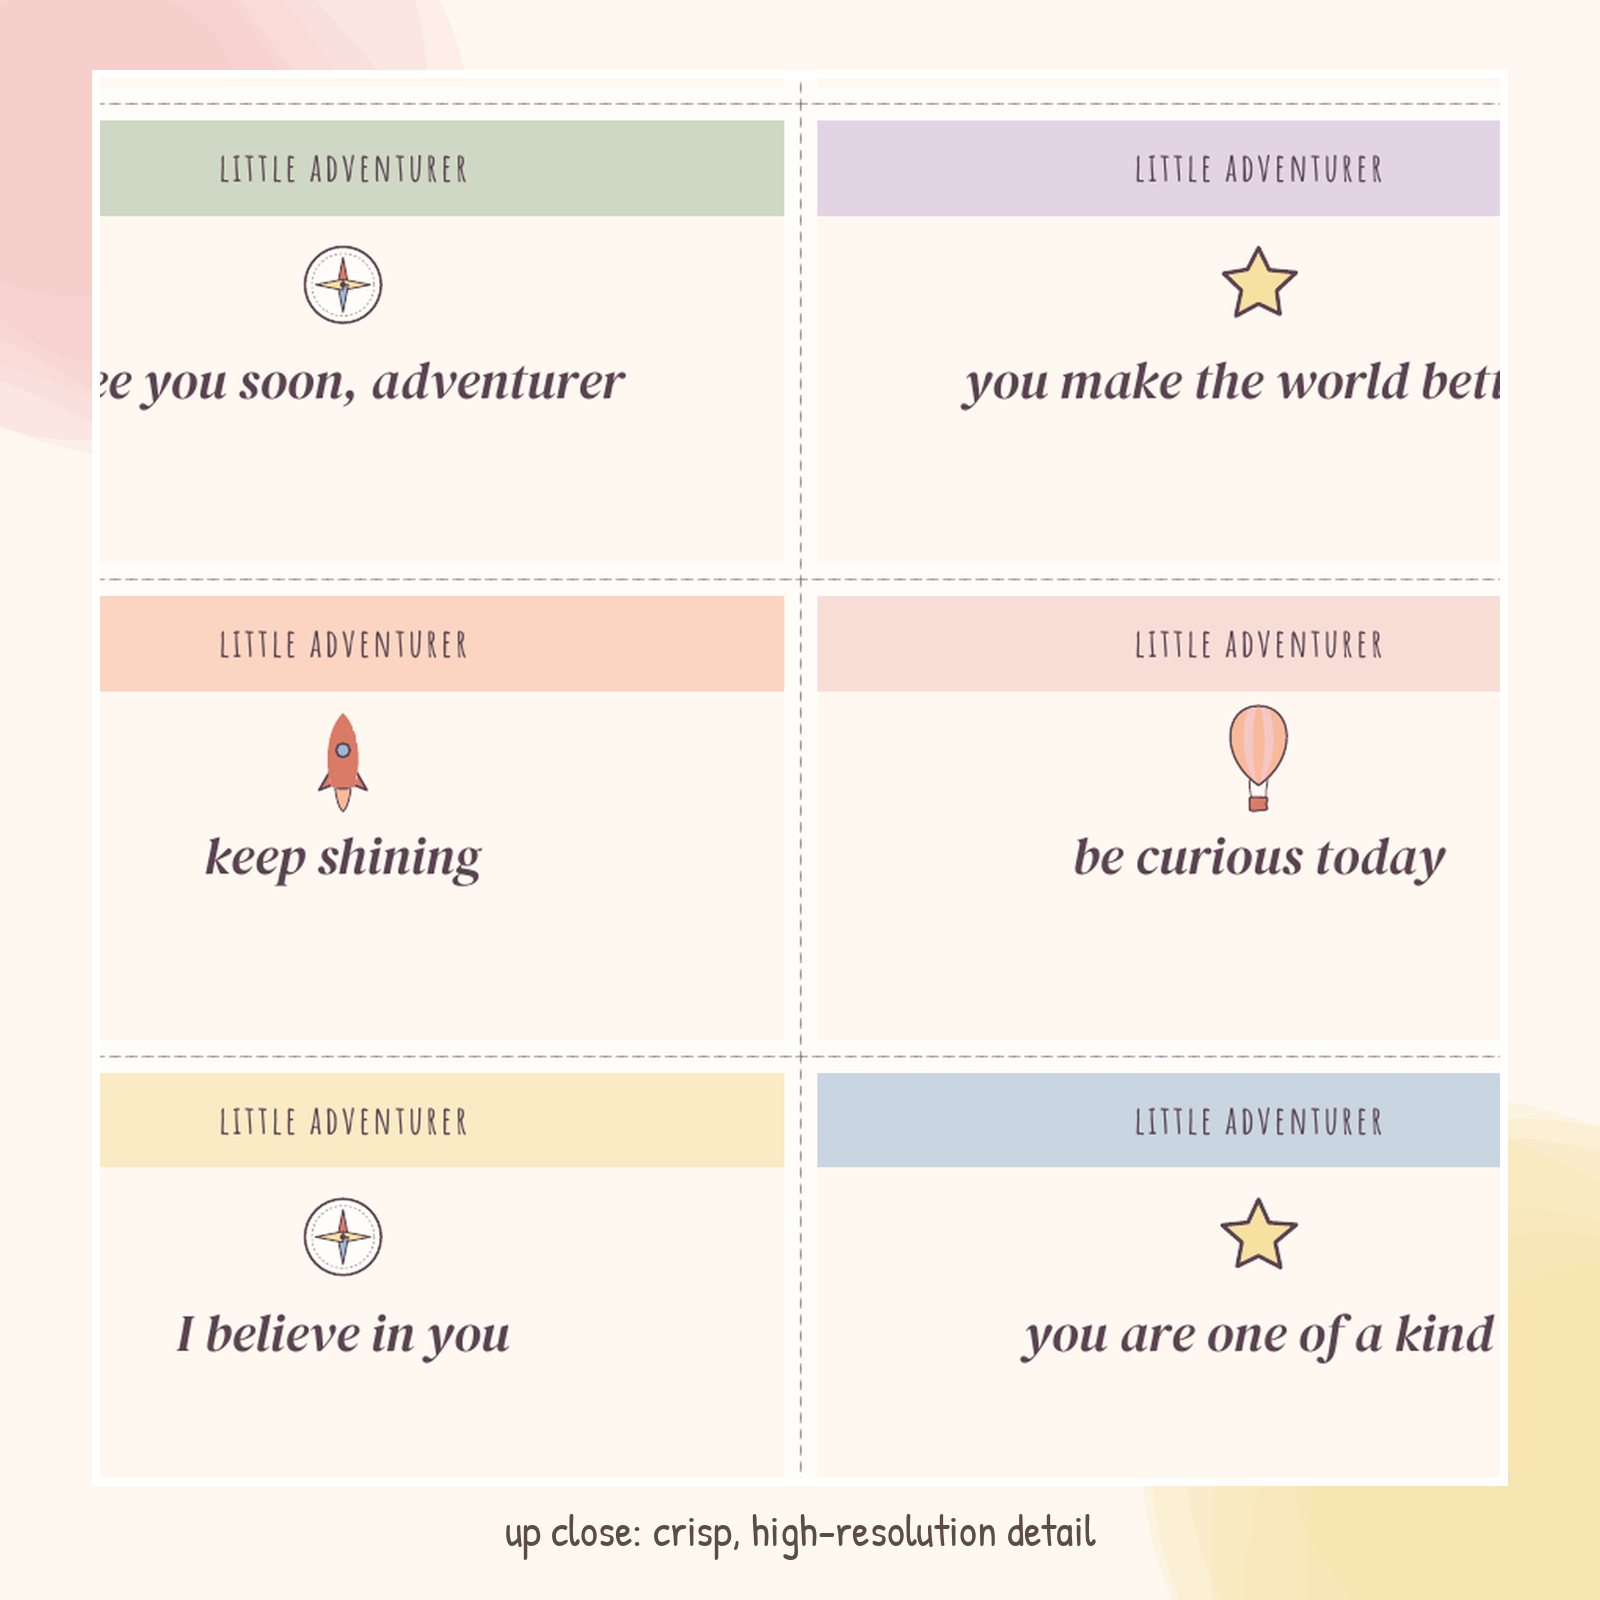 LITTLE ADVENTURER
LITTLE ADVENTURER
ee you soon, adventurer
you make the world bett
LITTLE ADVENTURER
LITTLE ADVENTURER
keep shining
be curious today
LITTLE ADVENTURER
LITTLE ADVENTURER
I believe in you
you are one of a kind
up close: crisp, high-resolution detail